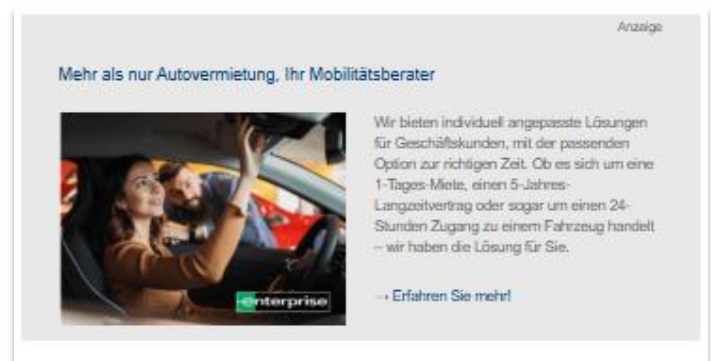 Anzeige
Mehr als nur Autovermietung, Ihr Mobilitätsberater
Wir bieten individuell angepasste Lösungen
für Geschäftskunden, mit der passenden
Option zur richtigen Zeit. Ob es sich um eine
1-Tages-Miete, einen 5-Jahres-
Langzeitvertrag oder sogar um einen 24-
Stunden Zugang zu einem Fahrzeug handelt
– wir haben die Lösung für Sie.
enterprise
→ Erfahren Sie mehr!